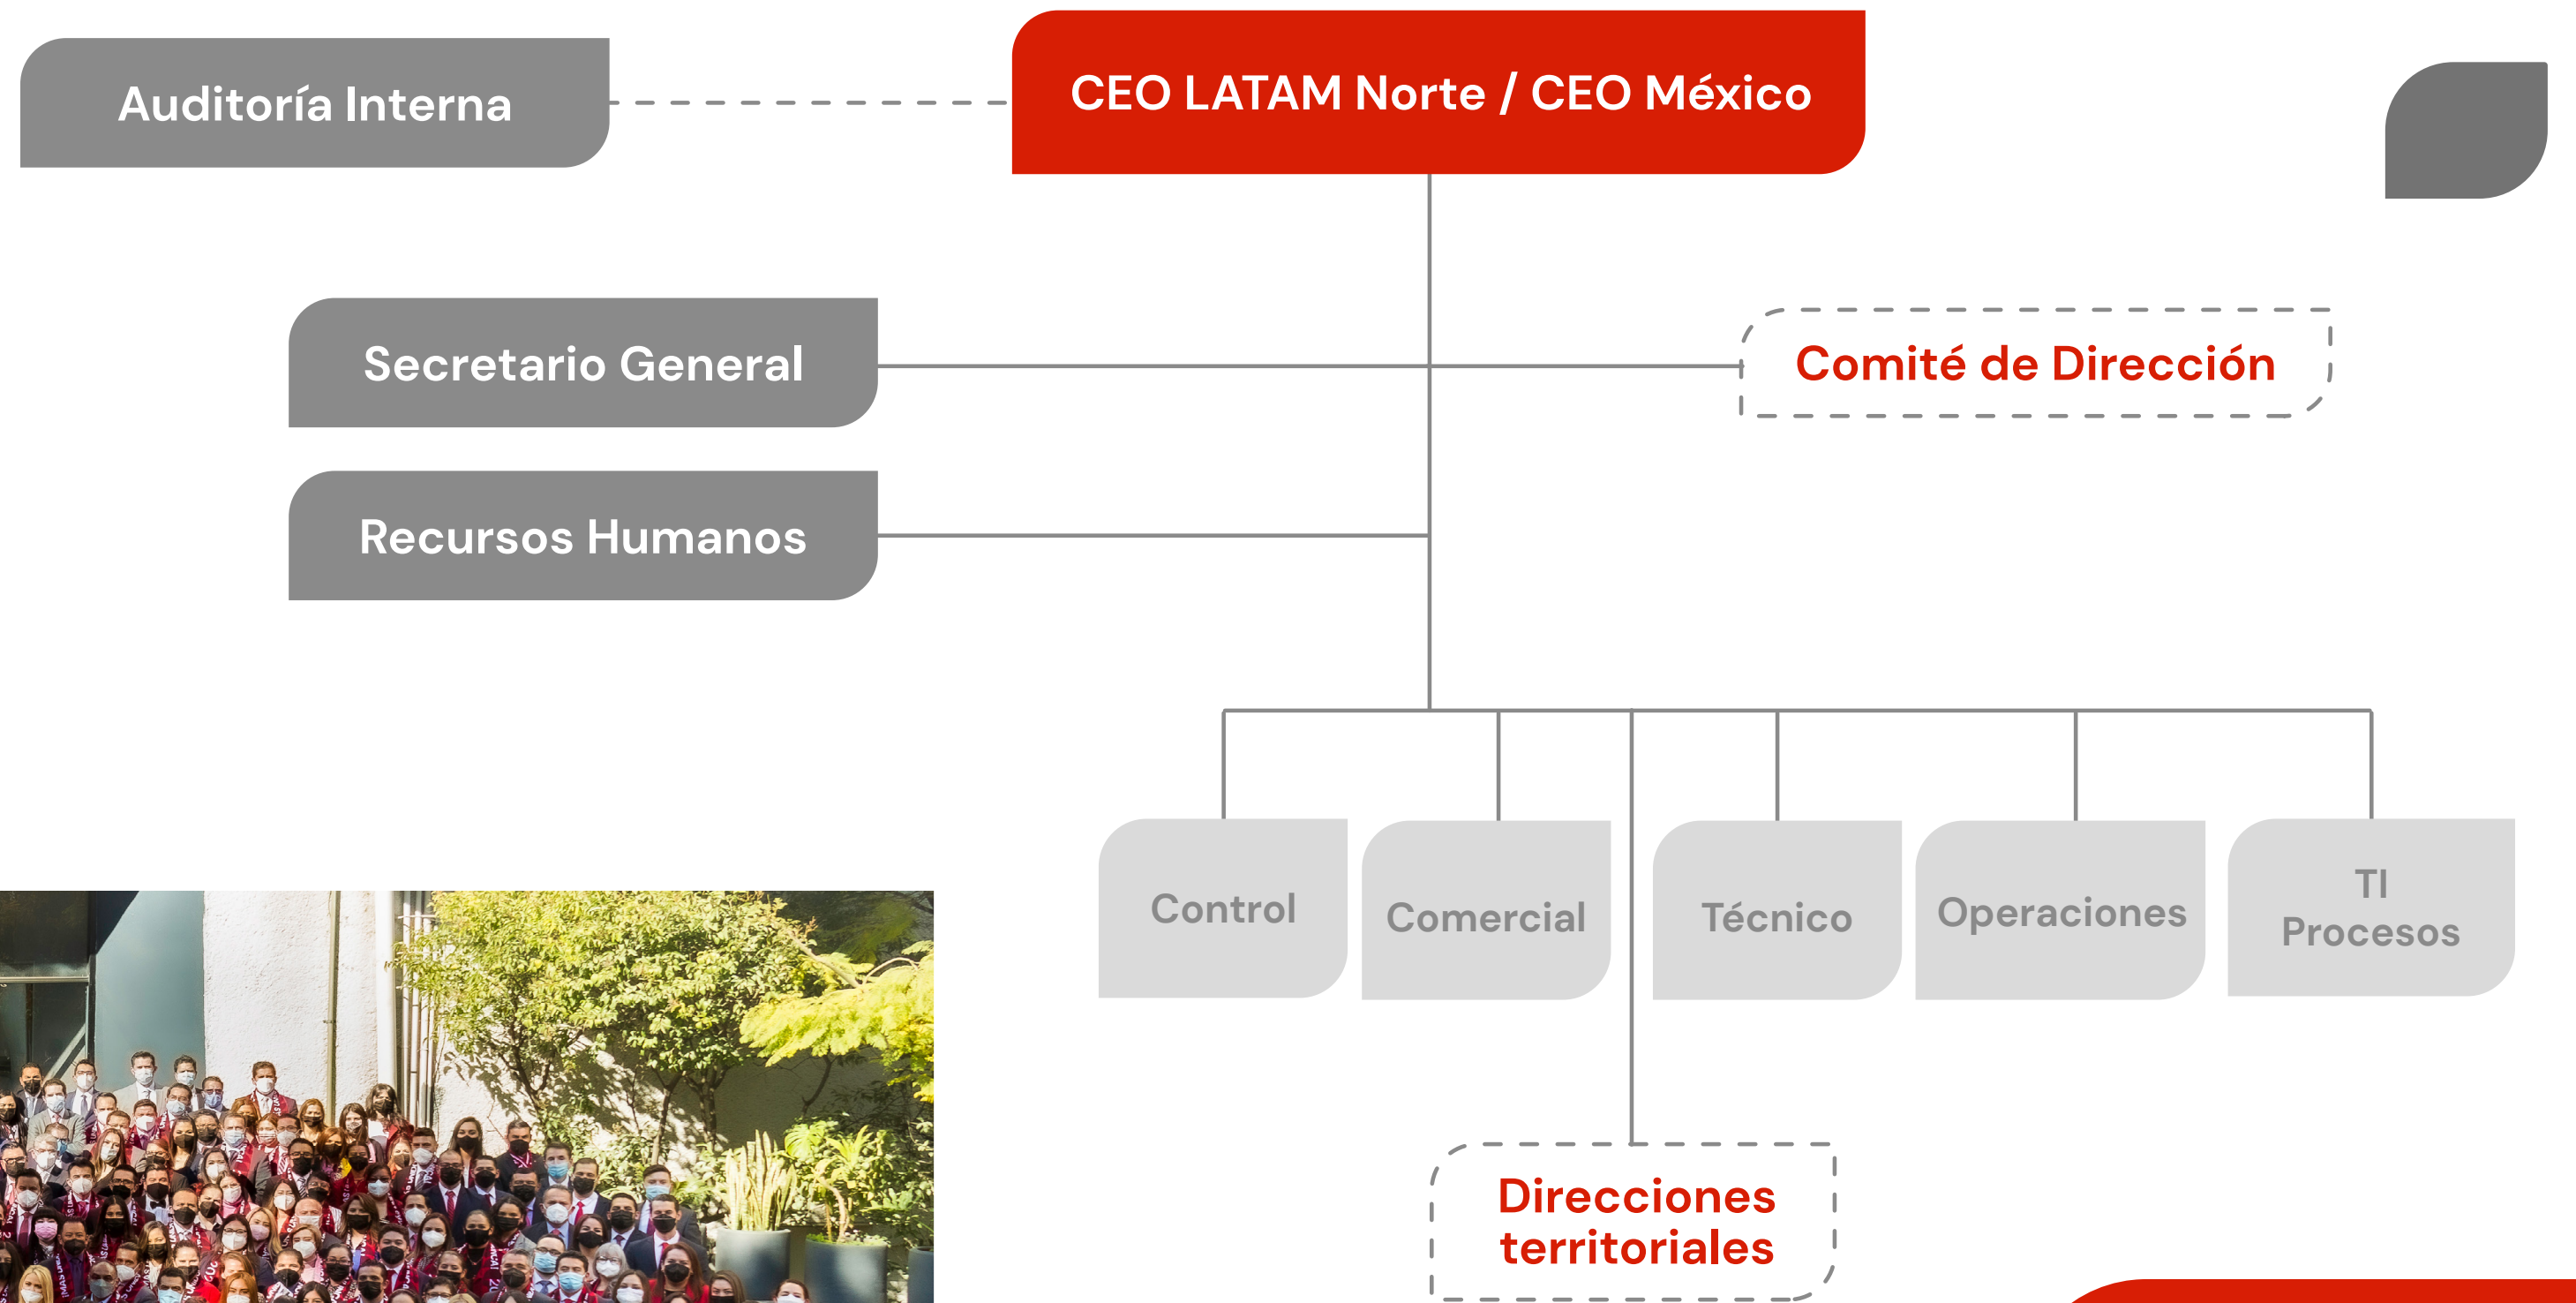 Auditoría Interna
CEO LATAM Norte / CEO México
Secretario General
Comité de Dirección
Recursos Humanos
Control
Comercial
Técnico
Operaciones
TI
Procesos
Direcciones
territoriales